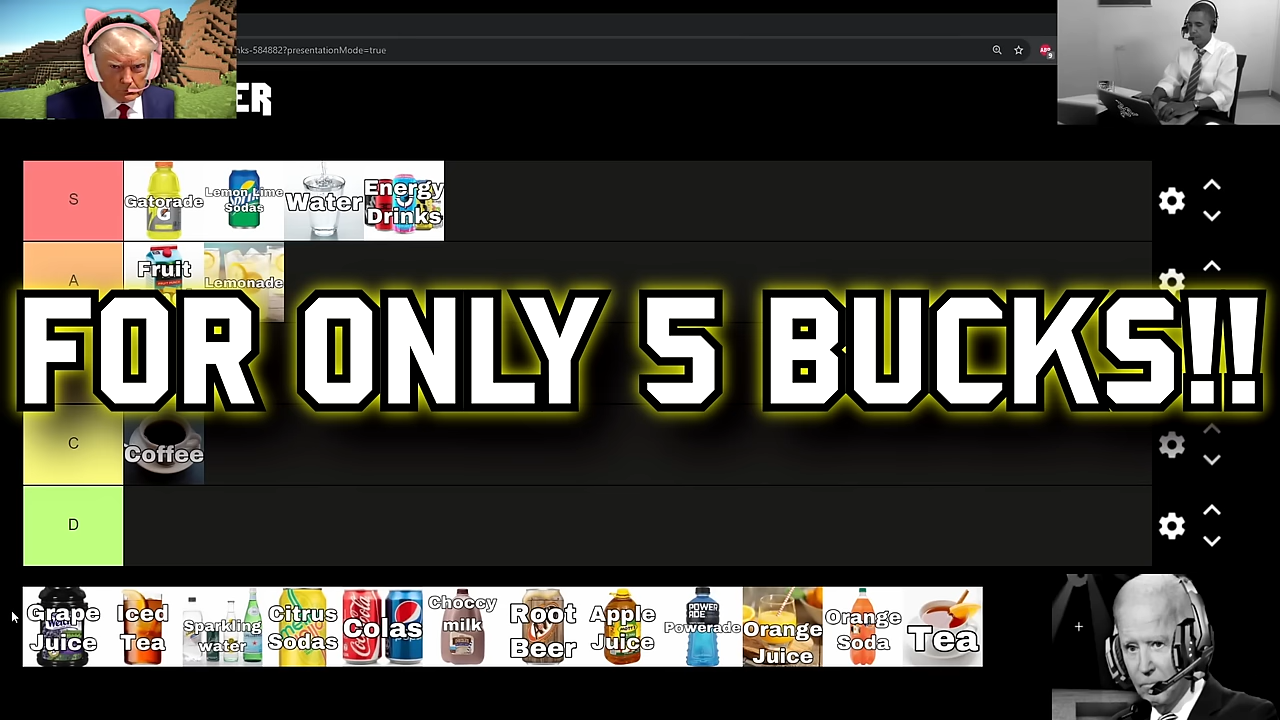 nks-584882?presentationMode=true
ER
S
Gatorade
Lemon Lime
Sodas
Water
Energy
Drinks
A
Fruit
Lemonade
FOR ONLY 5 BUCKS!!
C
Coffee
D
Grape
Juice
Iced
Tea
Sparkling
water
Citrus
Sodas
Colas
Choccy
milk
Root
Beer
Apple
Juice
POWER
ADE
Powerade
Orange
Juice
Orange
Soda
Tea